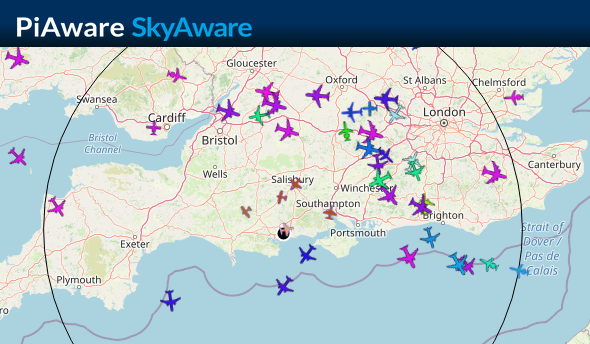 PiAware SkyAware
Gloucester
Oxford
St Albans
Chelmsford
Swansea
Cardiff
London
Bristol
Bristol
Channel
Canterbury
Wells
Salisbury
Winchester
Southampton
Brighton
Portsmouth
Strait of
Dover /
Pas de
Calais
Exeter
Plymouth